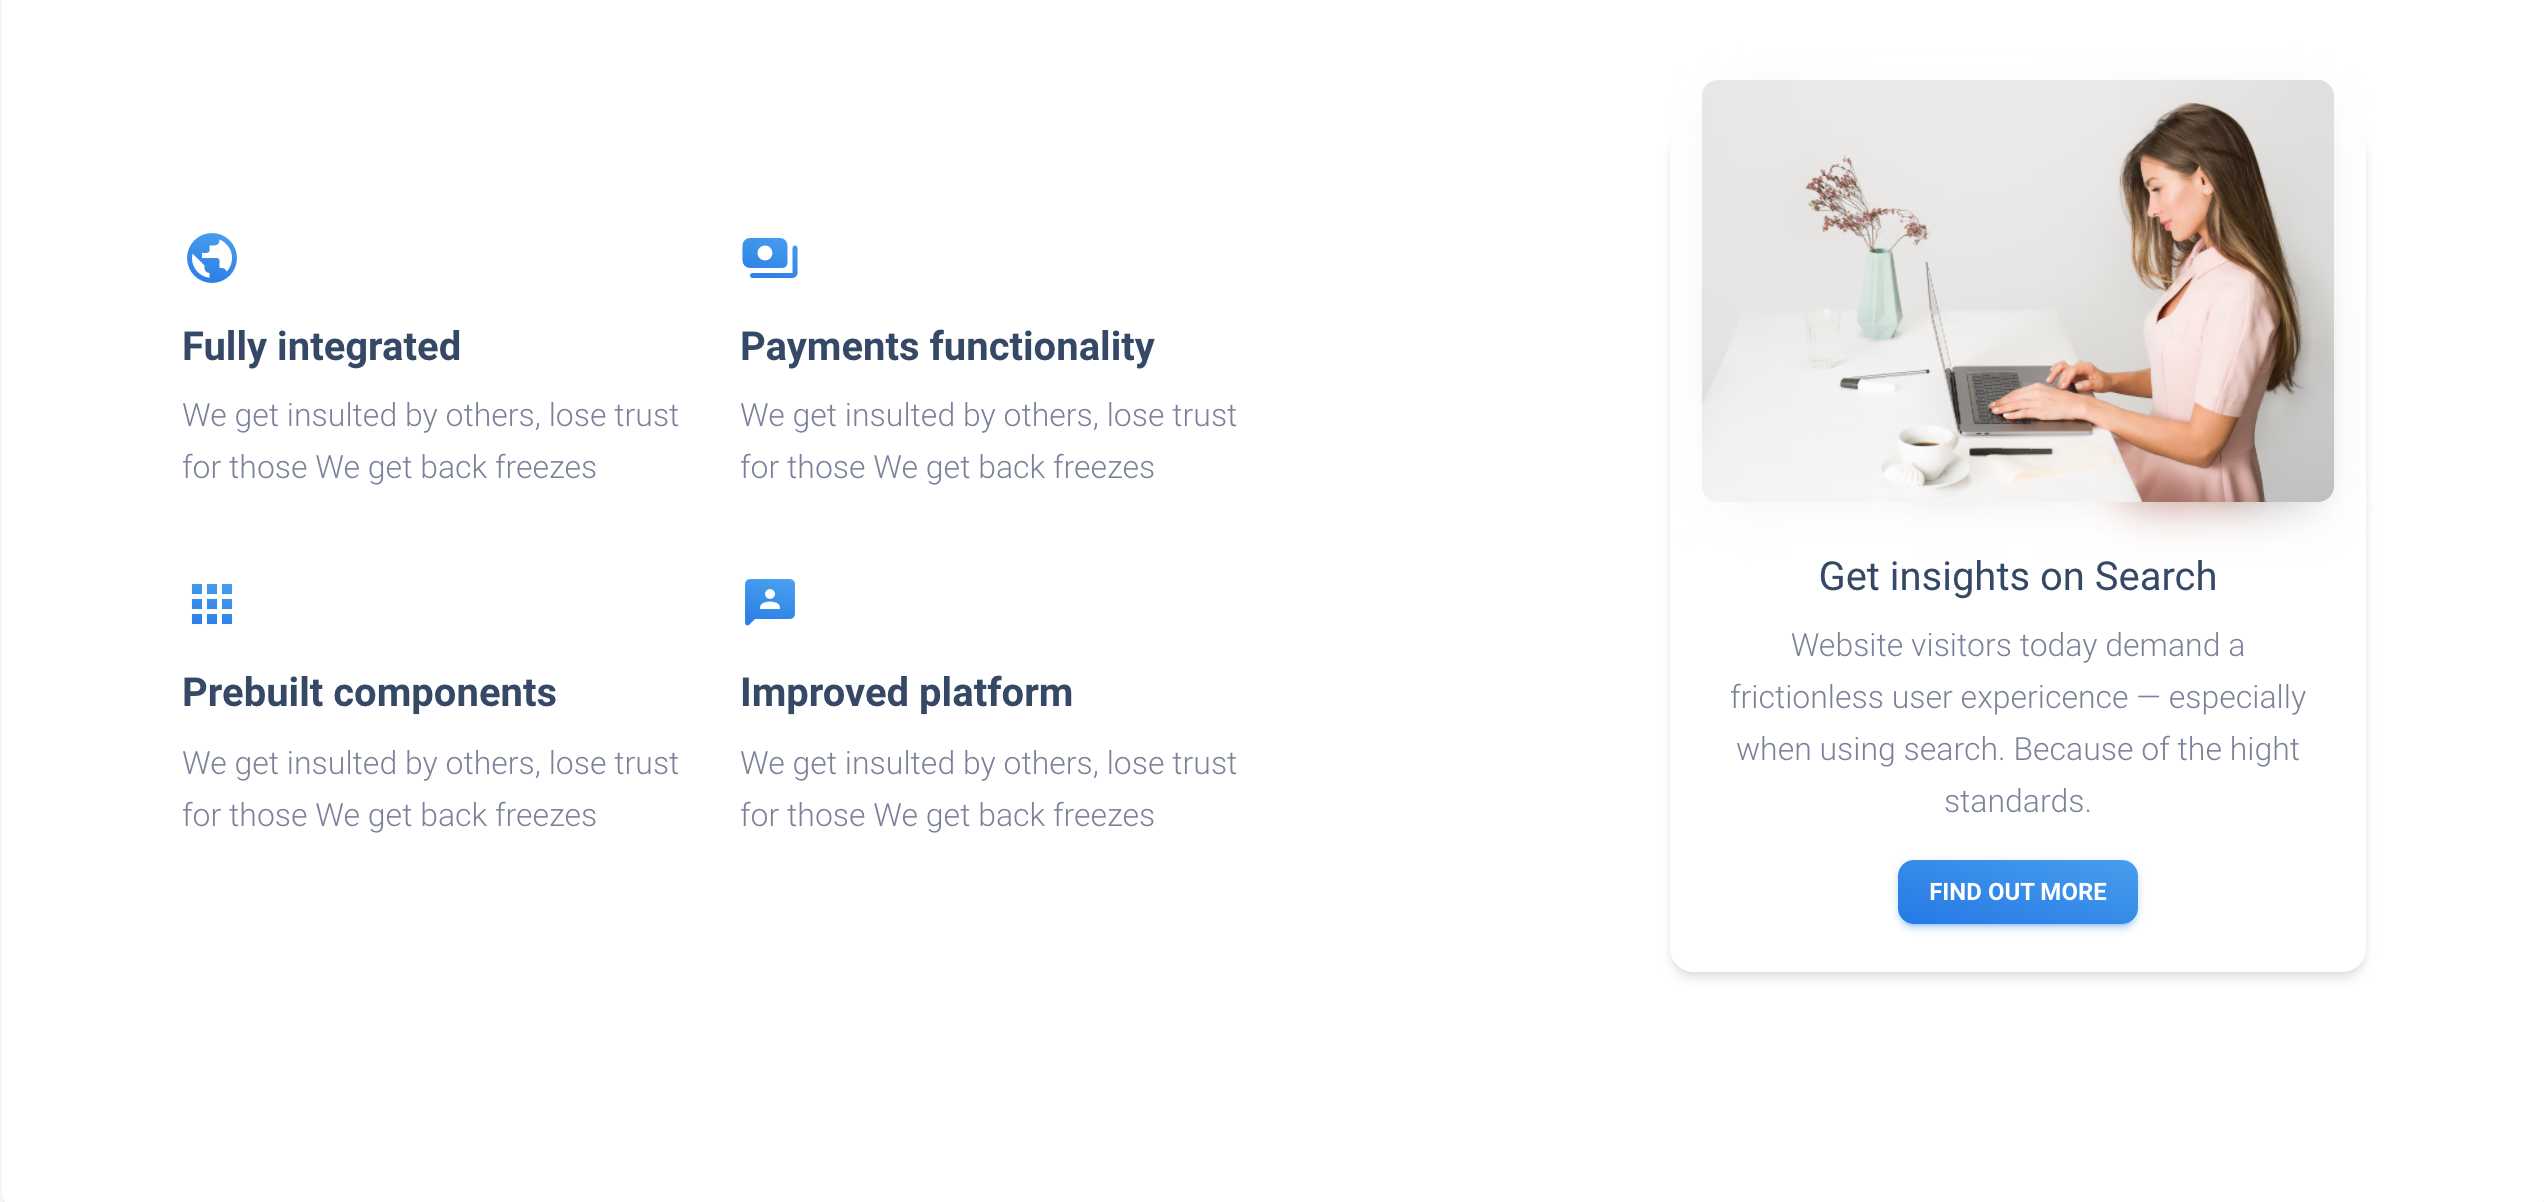 Fully integrated
We get insulted by others, lose trust
for those We get back freezes
Payments functionality
We get insulted by others, lose trust
for those We get back freezes
Prebuilt components
We get insulted by others, lose trust
for those We get back freezes
Improved platform
We get insulted by others, lose trust
for those We get back freezes
Get insights on Search
Website visitors today demand a
frictionless user expericence — especially
when using search. Because of the hight
standards.
FIND OUT MORE